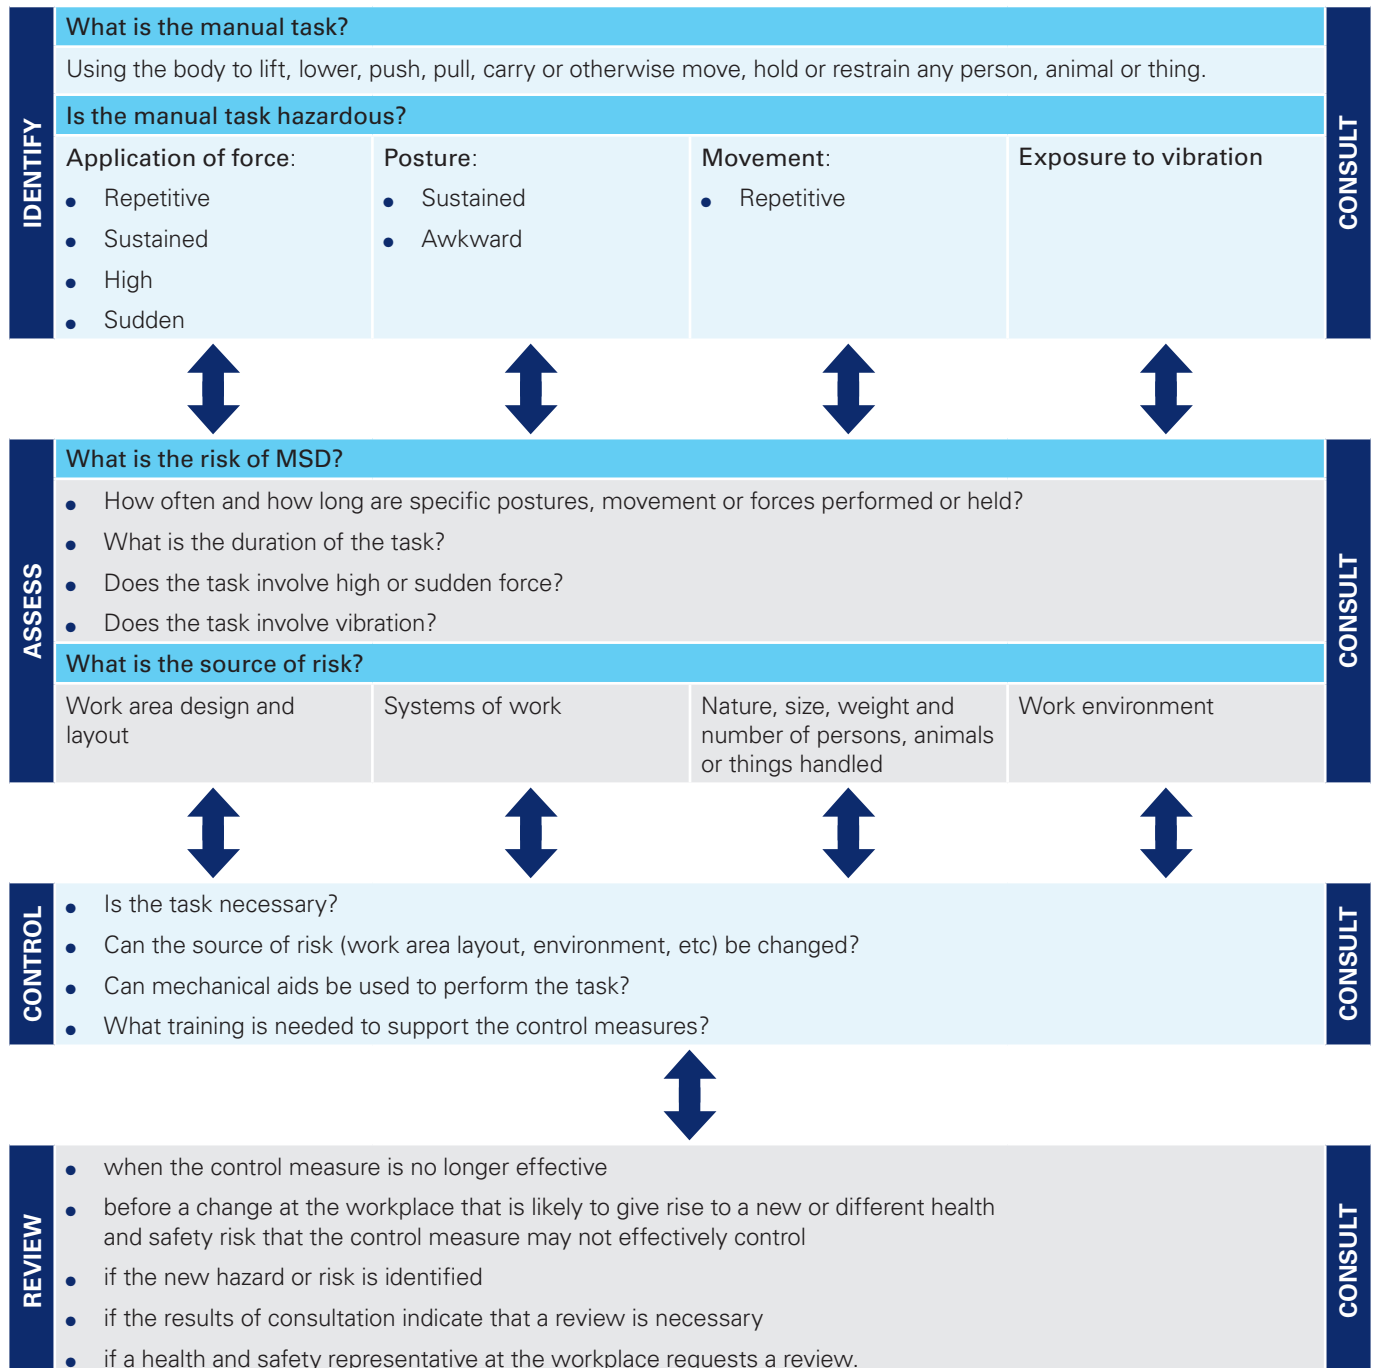 What is the manual task?
Using the body to lift, lower, push, pull, carry or otherwise move, hold or restrain any person, animal or thing.
IDENTIFY
CONSULT
Is the manual task hazardous?
Application of force:
Repetitive
Sustained
High
Sudden
Posture:
Sustained
Awkward
Movement:
Repetitive
Exposure to vibration
ASSESS
CONSULT
What is the risk of MSD?
How often and how long are specific postures, movement or forces performed or held?
What is the duration of the task?
Does the task involve high or sudden force?
Does the task involve vibration?
What is the source of risk?
Work area design and
layout
Systems of work
Nature, size, weight and
number of persons, animals
or things handled
Work environment
CONTROL
CONSULT
Is the task necessary?
Can the source of risk (work area layout, environment, etc) be changed?
Can mechanical aids be used to perform the task?
What training is needed to support the control measures?
REVIEW
CONSULT
when the control measure is no longer effective
before a change at the workplace that is likely to give rise to a new or different health
and safety risk that the control measure may not effectively control
if the new hazard or risk is identified
if the results of consultation indicate that a review is necessary
if a health and safety representative at the workplace requests a review.